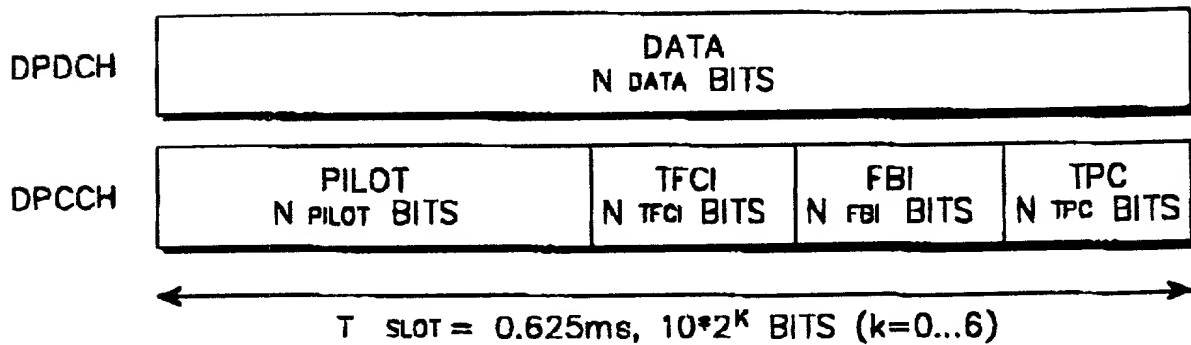 DPDCH
DATA
N DATA BITS
DPCCH
PILOT
N PILOT BITS
TFCI
N TFCI BITS
FBI
N FBI BITS
TPC
N TPC BITS
T SLOT = 0.625ms, 10*2^K BITS (k=0...6)